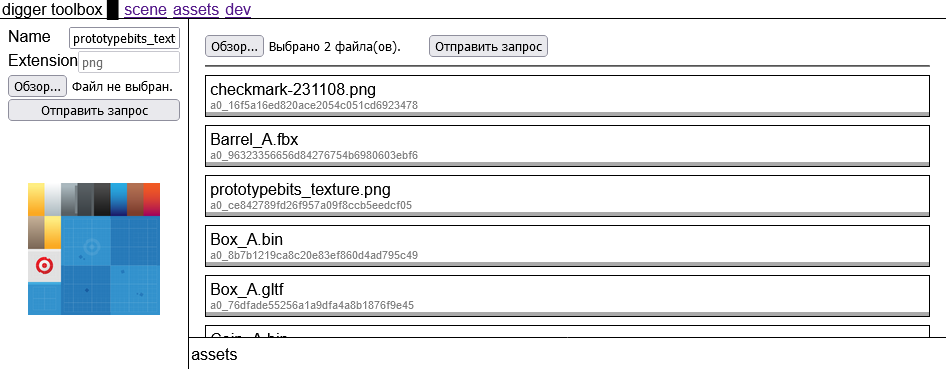 digger toolbox scene assets dev
Name prototypebits_text
Extension png
Обзор... Файл не выбран.
Отправить запрос
Обзор... Выбрано 2 файла(ов). Отправить запрос
checkmark-231108.png
a0_16f5a16ed820ace2054c051cd6923478
Barrel_A.fbx
a0_96323356656d84276754b6980603ebf6
prototypebits_texture.png
a0_ce842789fd26f957a09f8ccb5eedcf05
Box_A.bin
a0_8b7b1219ca8c20e83ef860d4ad795c49
Box_A.gltf
a0_76dfade55256a1a9dfa4a8b1876f9e45
assets